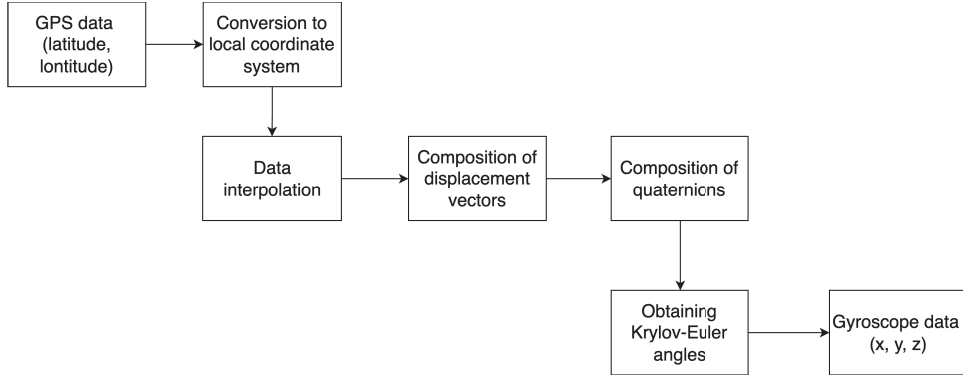 GPS data
(latitude,
lontitude)
Conversion to
local coordinate
system
Data
interpolation
Composition of
displacement
vectors
Composition of
quaternions
Obtaining
Krylov-Euler
angles
Gyroscope data
(x, y, z)